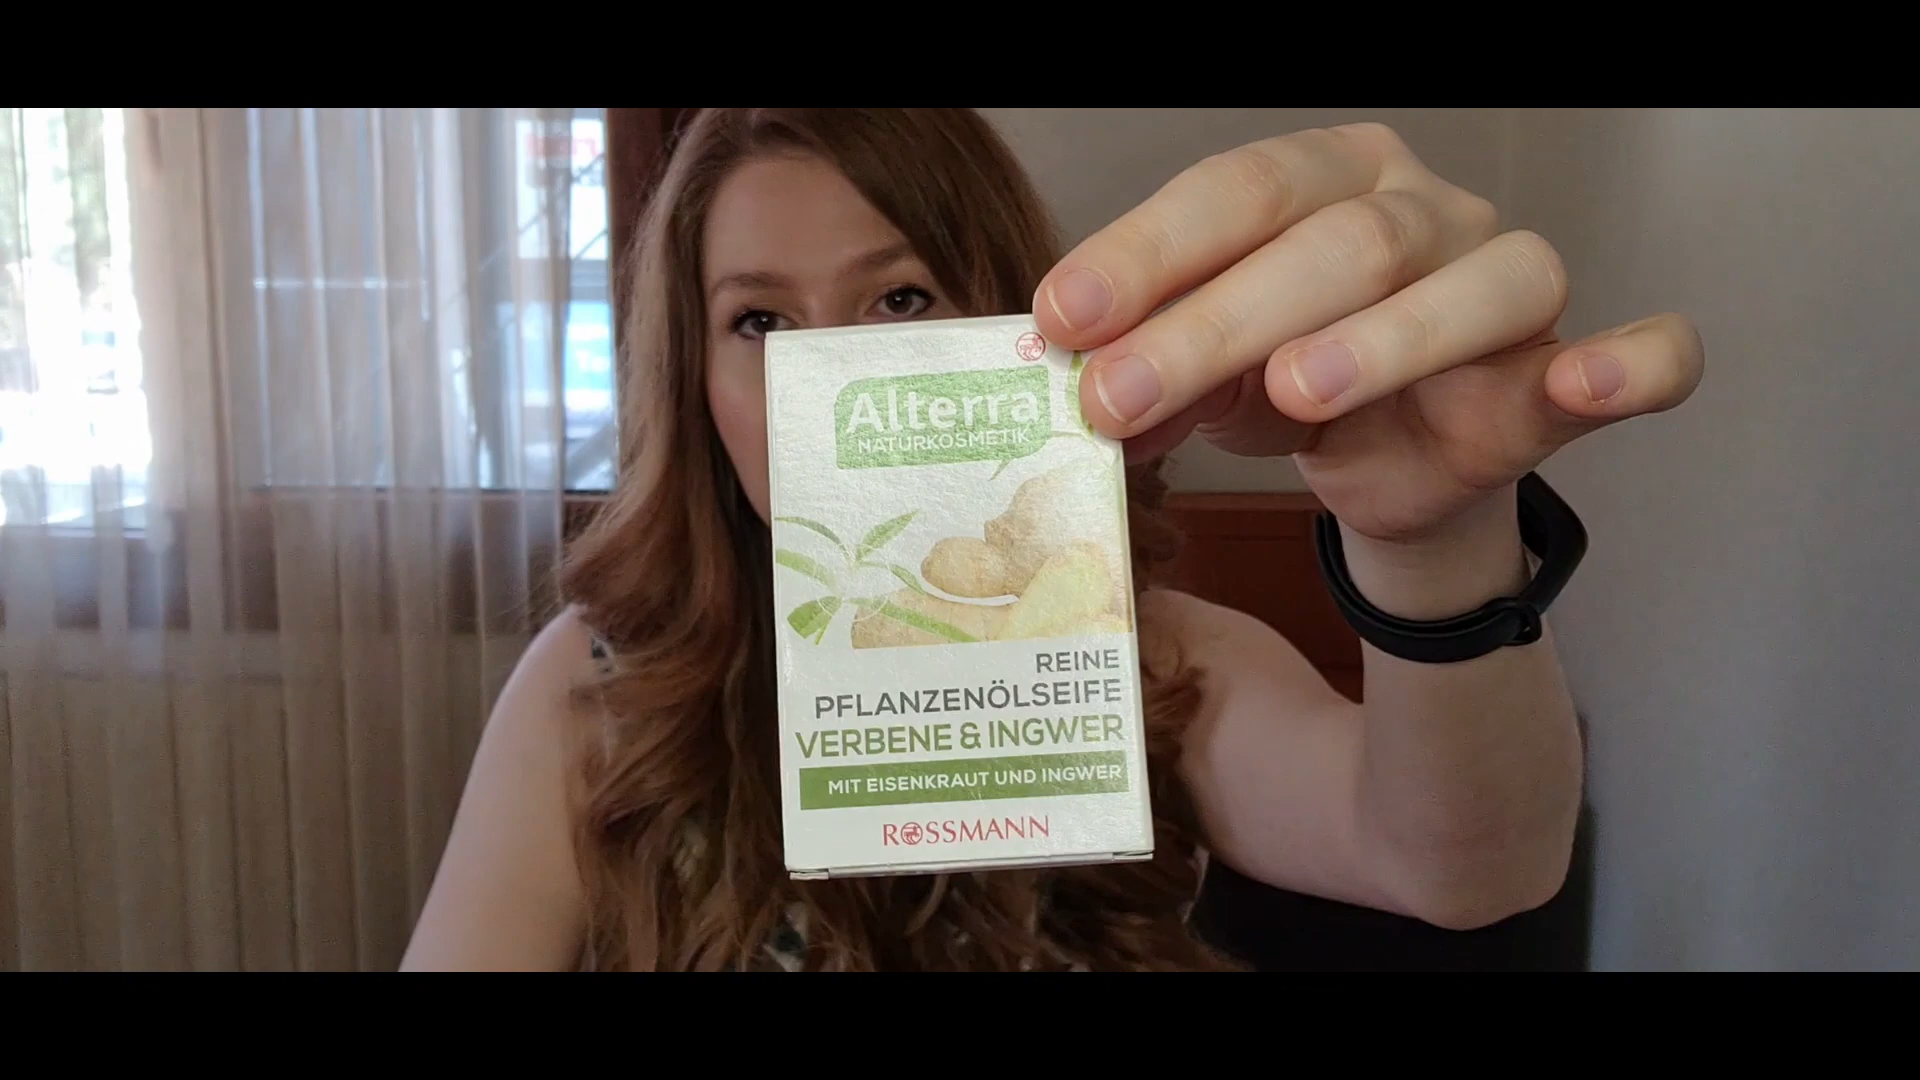 Alterra
NATURKOSMETIK
REINE
PFLANZENÖLSEIFE
VERBENE & INGWER
MIT EISENKRAUT UND INGWER
ROSSMANN